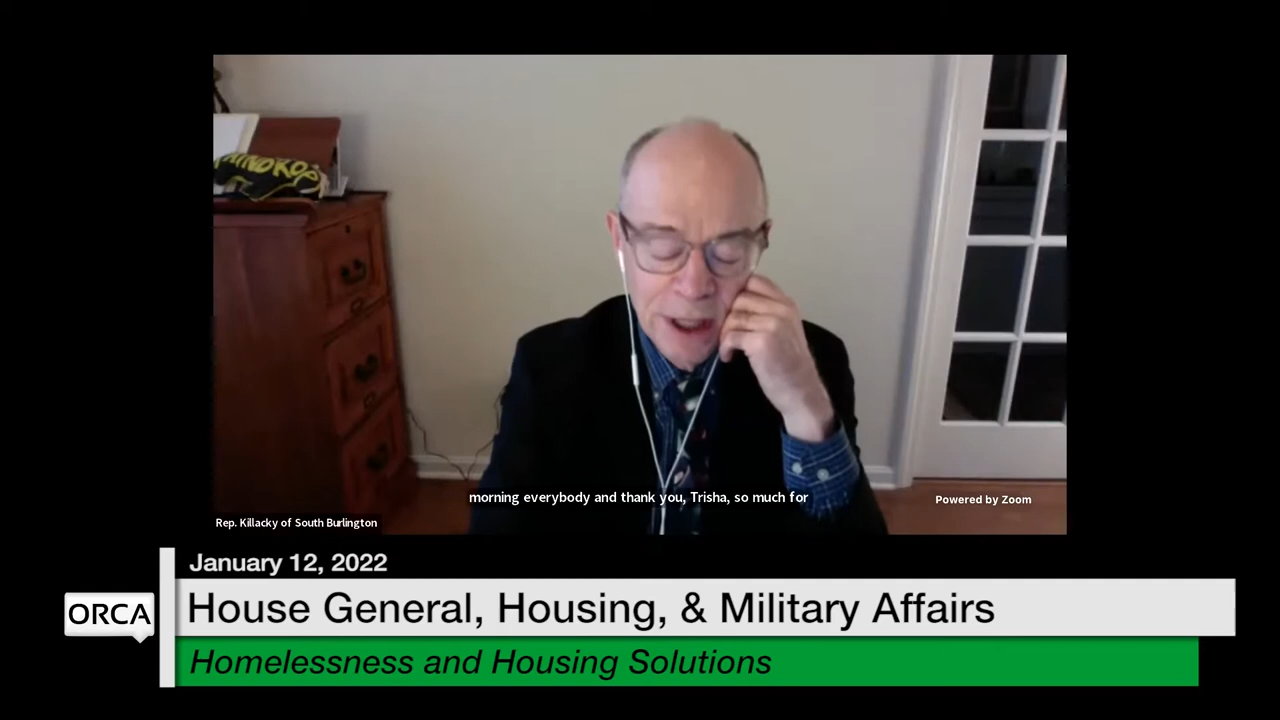 WINDROP
morning everybody and thank you, Trisha, so much for
Powered by Zoom
Rep. Killacky of South Burlington
January 12, 2022
ORCA
House General, Housing, & Military Affairs
Homelessness and Housing Solutions